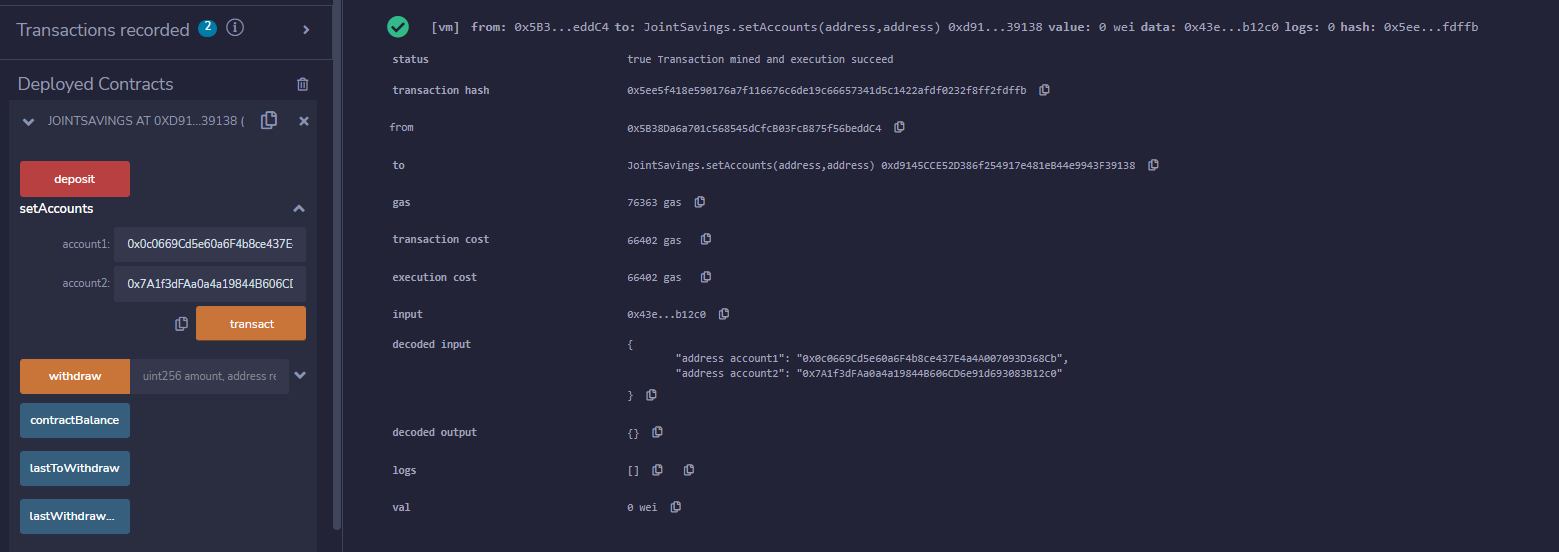 Transactions recorded 2 i
Deployed Contracts
JOINTSAVINGS AT 0XD91...39138 (
deposit
setAccounts
account1: 0x0c0669Cd5e60a6F4b8ce437E
account2: 0x7A1f3dFAa0a4a19844B606CD
transact
withdraw uint256 amount, address re
contractBalance
lastToWithdraw
lastWithdraw...
[vm] from: 0x5B3...eddC4 to: JointSavings.setAccounts(address,address) 0xd91...39138 value: 0 wei data: 0x43e...b12c0 logs: 0 hash: 0x5ee...fdffb
status true Transaction mined and execution succeed
transaction hash 0x5ee5f418e590176a7f116676c6de19c66657341d5c1422afdf0232f8ff2fdffb
from 0x5B38Da6a701c568545dCfcB03FcB875f56beddC4
to JointSavings.setAccounts(address,address) 0xd9145CCE52D386f254917e481eB44e9943F39138
gas 76363 gas
transaction cost 66402 gas
execution cost 66402 gas
input 0x43e...b12c0
decoded input {
"address account1": "0x0c0669Cd5e60a6F4b8ce437E4a4A007093D368Cb",
"address account2": "0x7A1f3dFAa0a4a19844B606CD6e91d693083B12c0"
}
decoded output {}
logs []
val 0 wei